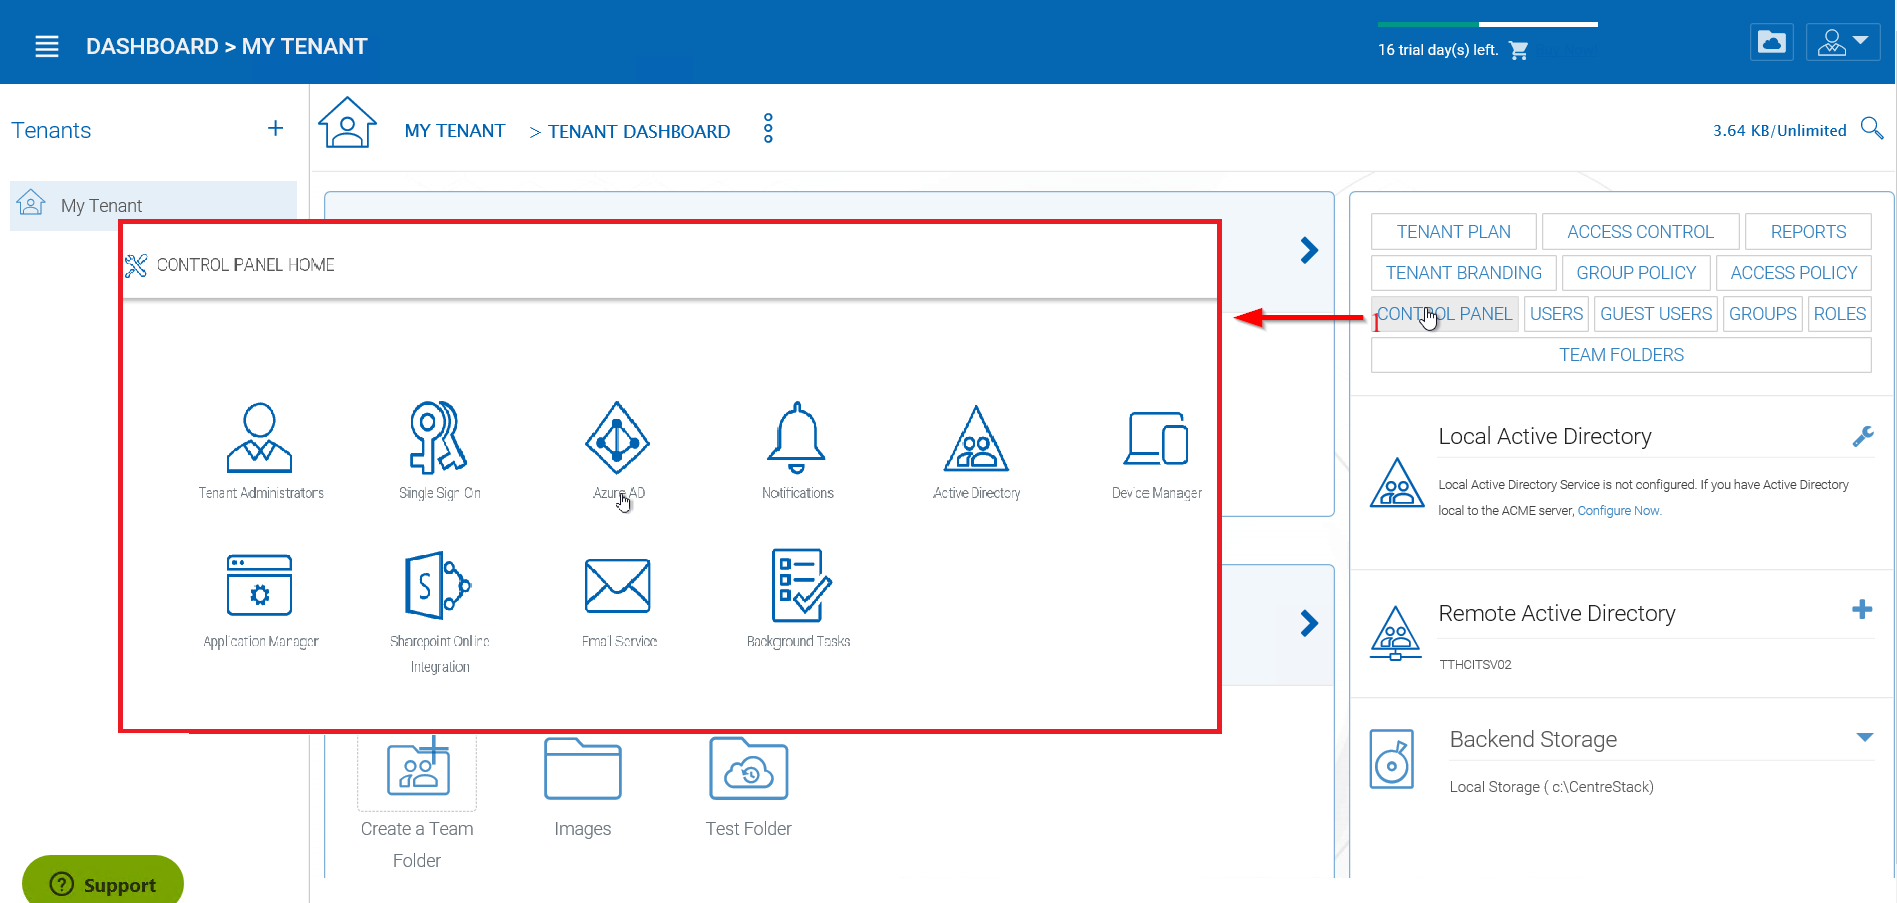 DASHBOARD > MY TENANT
16 trial day(s) left.
Tenants
+
MY TENANT > TENANT DASHBOARD
3.64 KB/Unlimited
My Tenant
CONTROL PANEL HOME
Tenant Administrators
Single Sign On
Azure AD
Notifications
Active Directory
Device Manager
Application Manager
Sharepoint Online
Integration
Email Service
Background Tasks
Create a Team
Folder
Images
Test Folder
TENANT PLAN
ACCESS CONTROL
REPORTS
TENANT BRANDING
GROUP POLICY
ACCESS POLICY
1
CONTROL PANEL
USERS
GUEST USERS
GROUPS
ROLES
TEAM FOLDERS
Local Active Directory
Local Active Directory Service is not configured. If you have Active Directory
local to the ACME server, Configure Now.
Remote Active Directory
TTHCITSV02
Backend Storage
Local Storage ( c:\CentreStack)
? Support